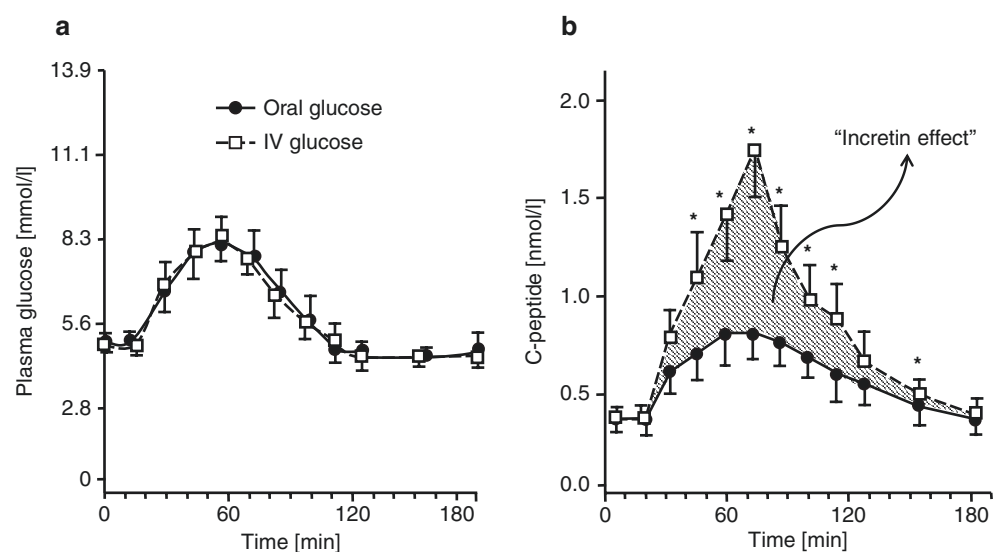 a
Plasma glucose [mmol/l]
13.9
11.1
8.3
5.6
2.8
0
Oral glucose
IV glucose
0
60
120
180
Time [min]
b
C-peptide [nmol/l]
2.0
1.5
1.0
0.5
0.0
*
*
*
*
*
*
*
“Incretin effect”
0
60
120
180
Time [min]